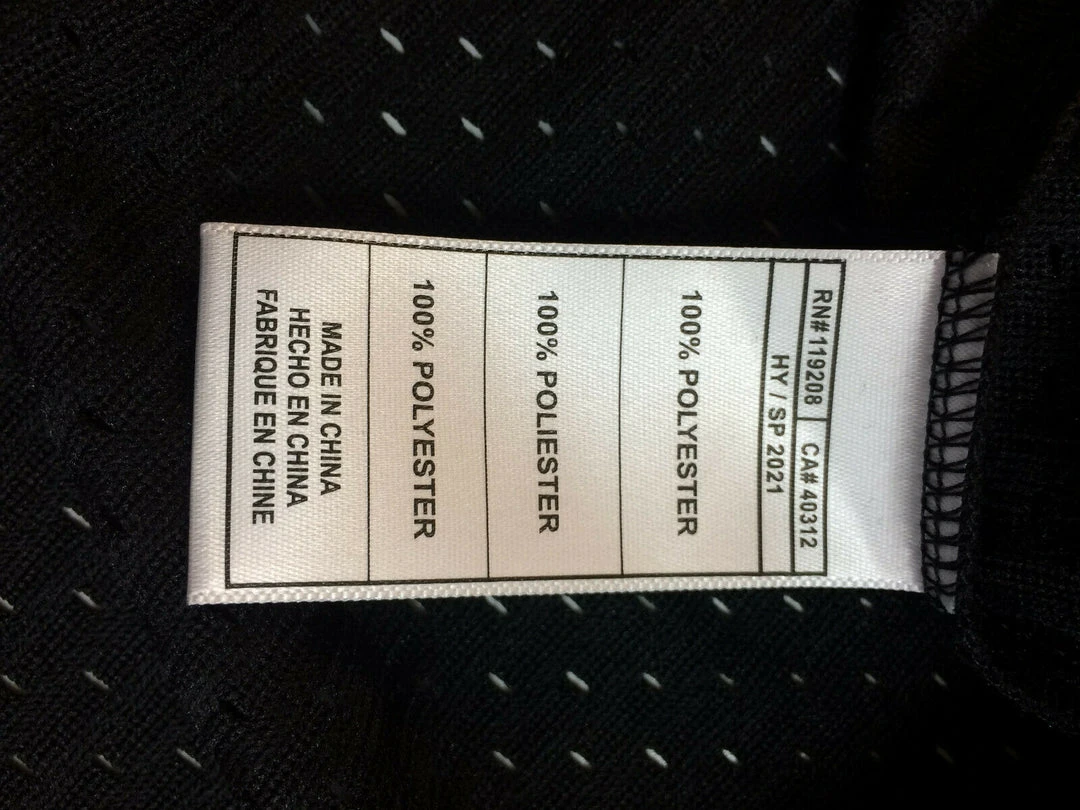 RN# 119208 CA# 40312
HY / SP 2021
100% POLYESTER
100% POLIESTER
100% POLYESTER
MADE IN CHINA
HECHO EN CHINA
FABRIQUE EN CHINE